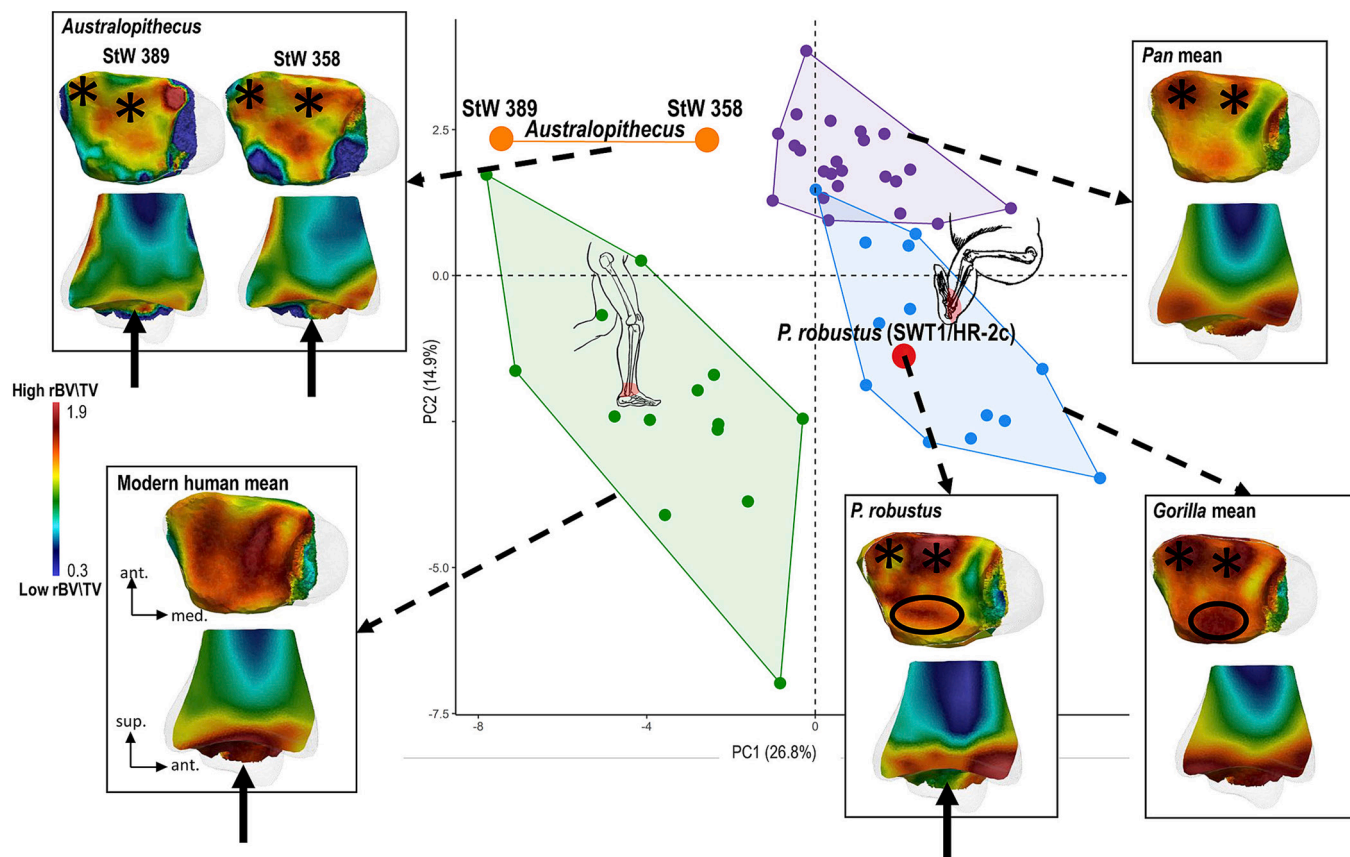 Australopithecus
StW 389
StW 358
*
*
*
*
High rBV\TV
1.9
0.3
Low rBV\TV
Modern human mean
ant.
med.
sup.
ant.
StW 389
StW 358
Australopithecus
2.5
0.0
PC2 (14.9%)
-5.0
-7.5
-8
-4
0
PC1 (26.8%)
P. robustus (SWT1/HR-2c)
Pan mean
*
*
P. robustus
*
*
Gorilla mean
*
*